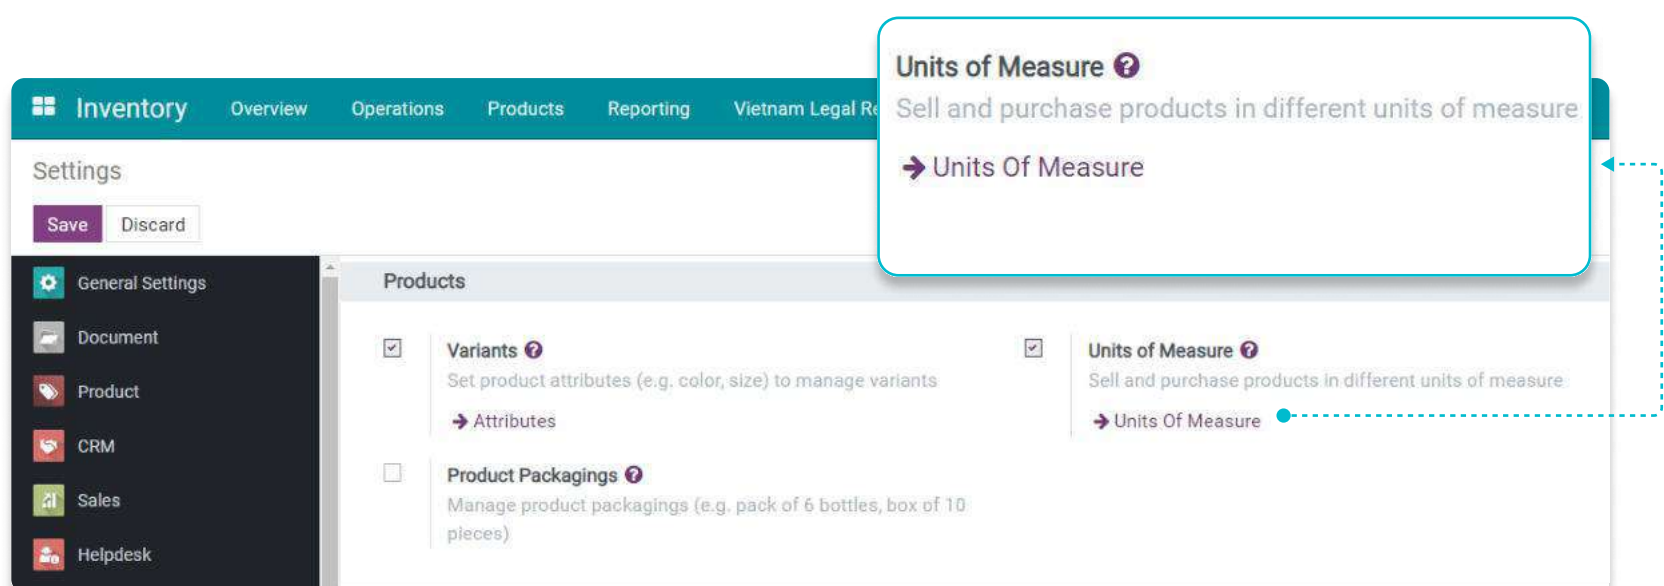 Units of Measure
Sell and purchase products in different units of measure
Units Of Measure
Inventory Overview Operations Products Reporting Vietnam Legal Re
Settings
Save Discard
General Settings
Document
Product
CRM
Sales
Helpdesk
Products
Variants
Set product attributes (e.g. color, size) to manage variants
Attributes
Units of Measure
Sell and purchase products in different units of measure
Units Of Measure
Product Packagings
Manage product packagings (e.g. pack of 6 bottles, box of 10
pieces)